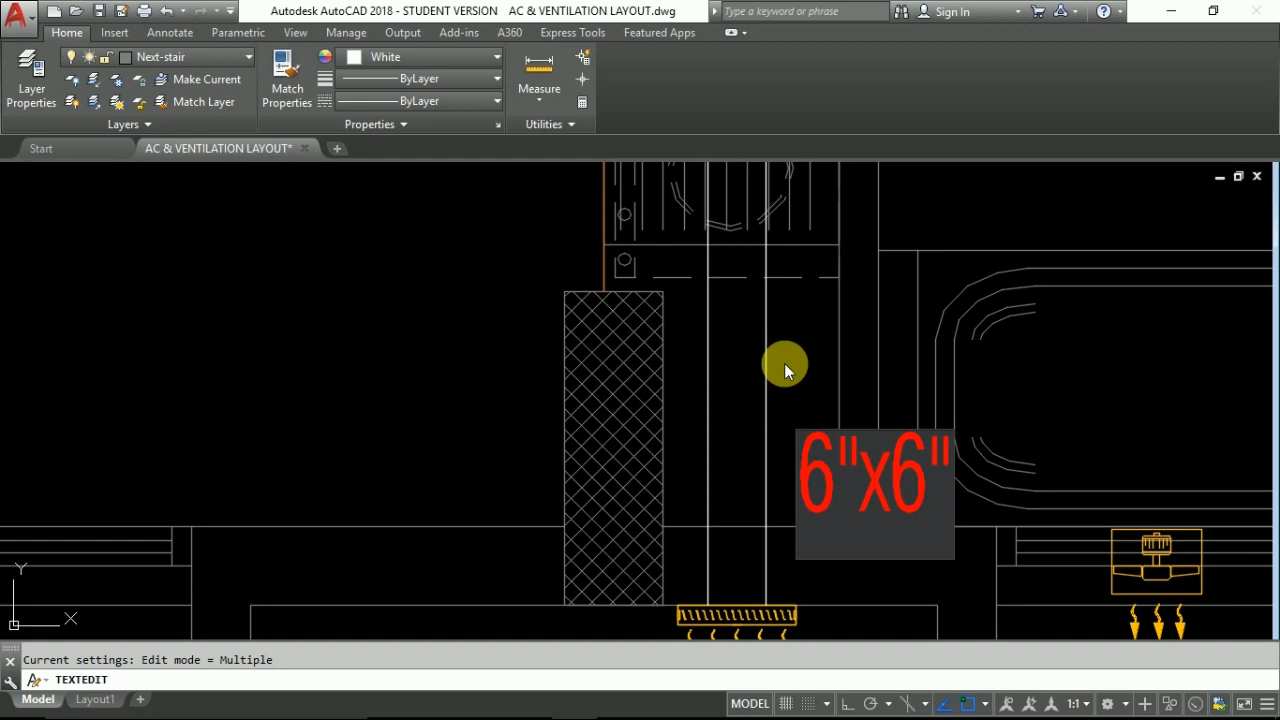 Autodesk AutoCAD 2018 - STUDENT VERSION AC & VENTILATION LAYOUT.dwg
Type a keyword or phrase
Sign In
Home Insert Annotate Parametric View Manage Output Add-ins A360 Express Tools Featured Apps
Next-stair
White
Make Current
ByLayer
Match Layer
ByLayer
Layer Properties
Match Properties
Measure
Layers
Properties
Utilities
Start
AC & VENTILATION LAYOUT*
6"x6"
Y
X
Current settings: Edit mode = Multiple
TEXTEDIT
Model Layout1
MODEL
1:1